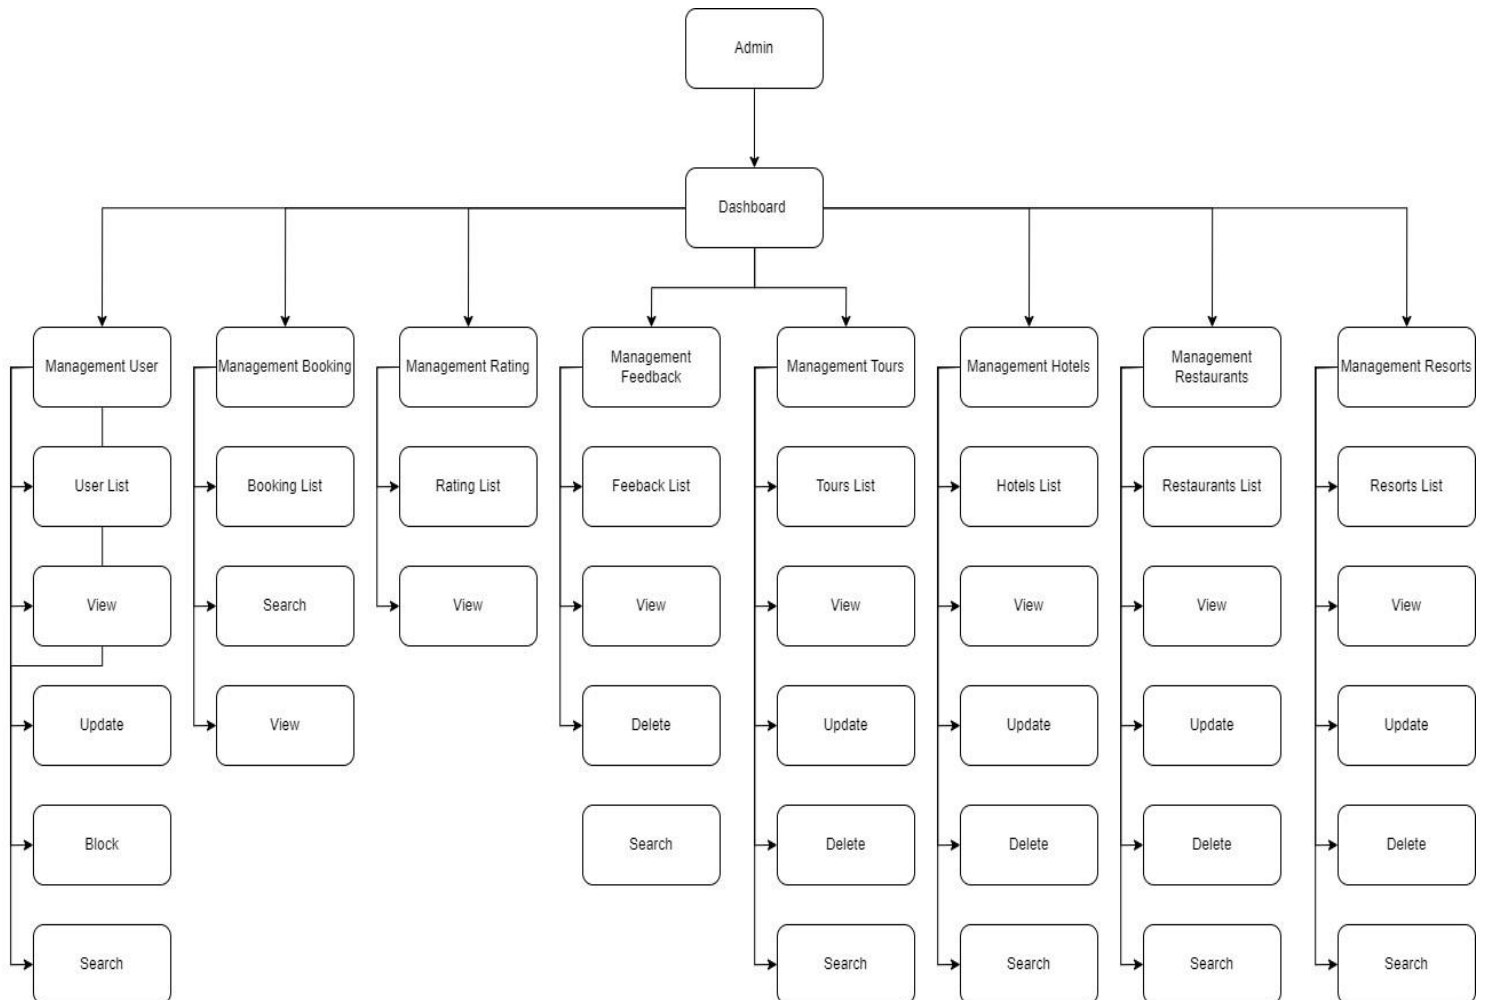 Admin
Dashboard
Management User
Management Booking
Management Rating
Management
Feedback
Management Tours
Management Hotels
Management
Restaurants
Management Resorts
User List
Booking List
Rating List
Feeback List
Tours List
Hotels List
Restaurants List
Resorts List
View
Search
View
View
View
View
View
View
Update
View
Delete
Update
Update
Update
Update
Block
Search
Delete
Delete
Delete
Delete
Search
Search
Search
Search
Search